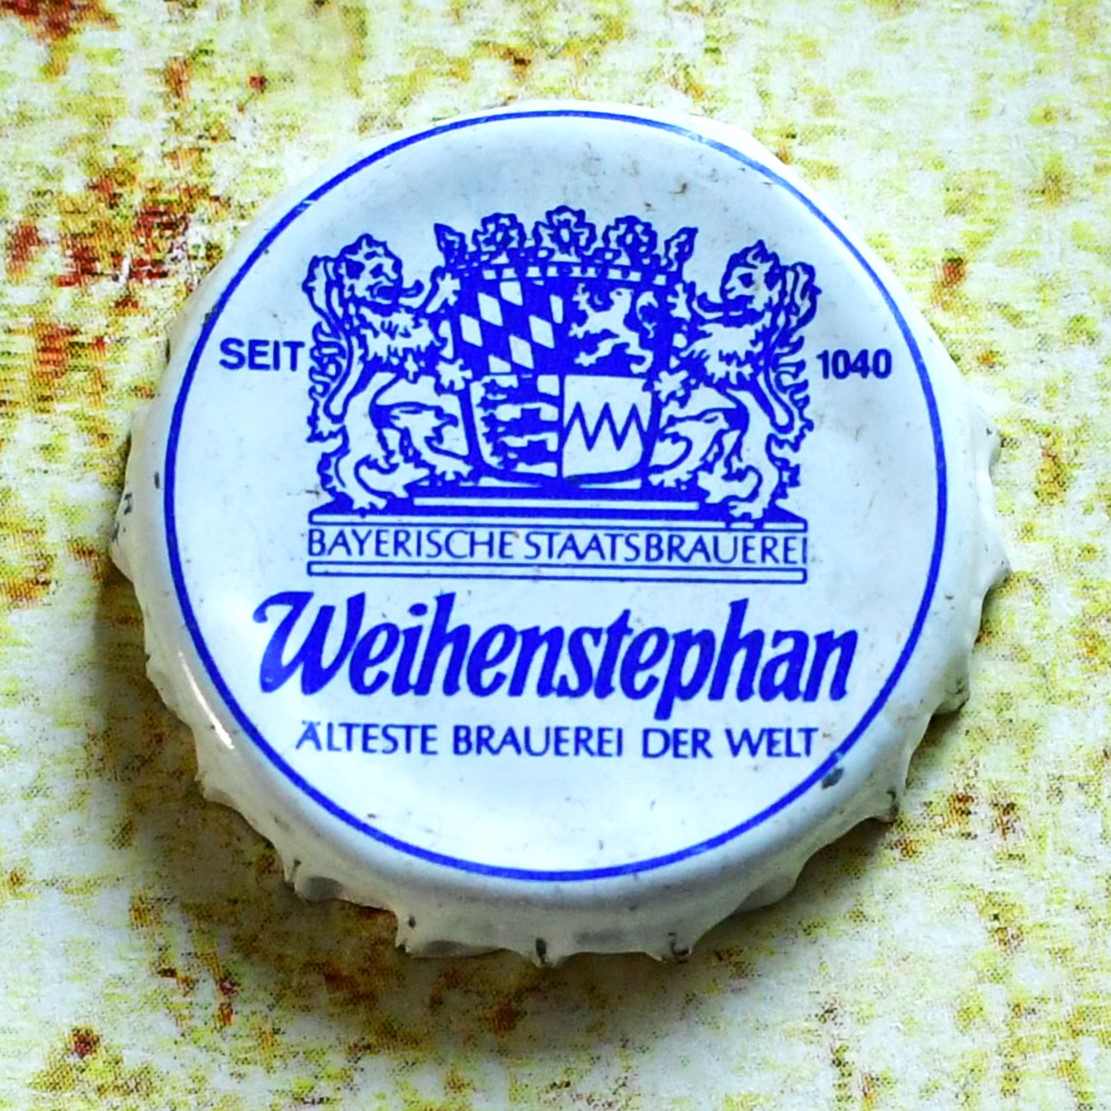 SEIT 1040
BAYERISCHE STAATSBRAUEREI
Weihenstephan
ÄLTESTE BRAUEREI DER WELT